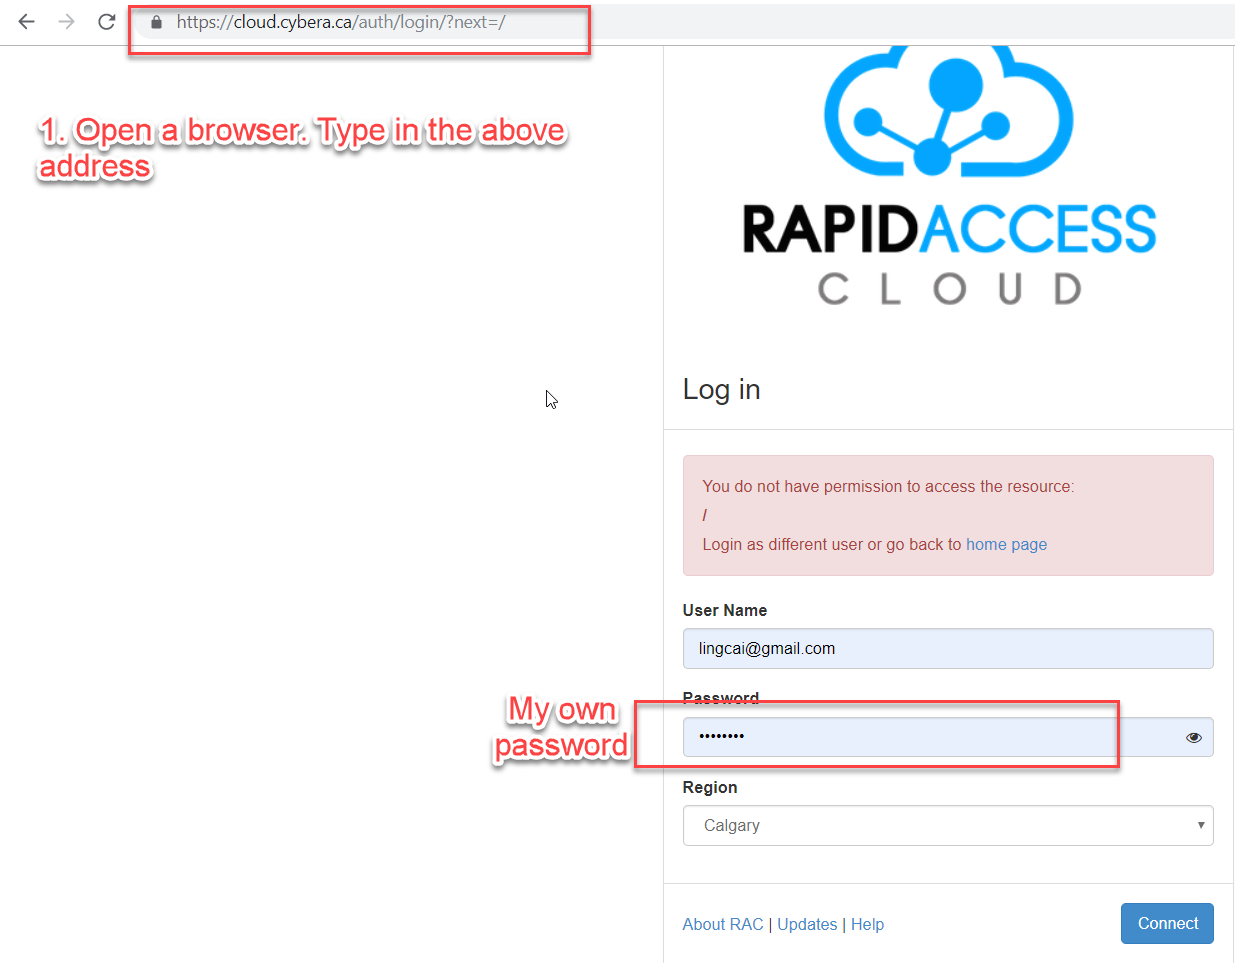 https://cloud.cybera.ca/auth/login/?next=/
1. Open a browser. Type in the above
address
RAPIDACCESS
CLOUD
Log in
You do not have permission to access the resource:
/
Login as different user or go back to home page
User Name
lingcai@gmail.com
My own
password
Password
••••••••
Region
Calgary
About RAC | Updates | Help
Connect